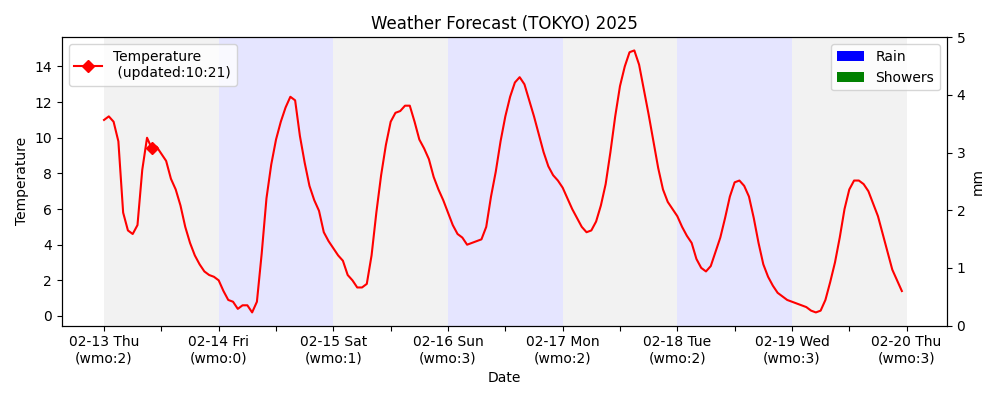 Weather Forecast (TOKYO) 2025
Temperature
(updated:10:21)
Rain
Showers
Temperature
14
12
10
8
6
4
2
0
5
4
3
2
1
0
mm
02-13 Thu
(wmo:2)
02-14 Fri
(wmo:0)
02-15 Sat
(wmo:1)
02-16 Sun
(wmo:3)
02-17 Mon
(wmo:2)
02-18 Tue
(wmo:2)
02-19 Wed
(wmo:3)
02-20 Thu
(wmo:3)
Date